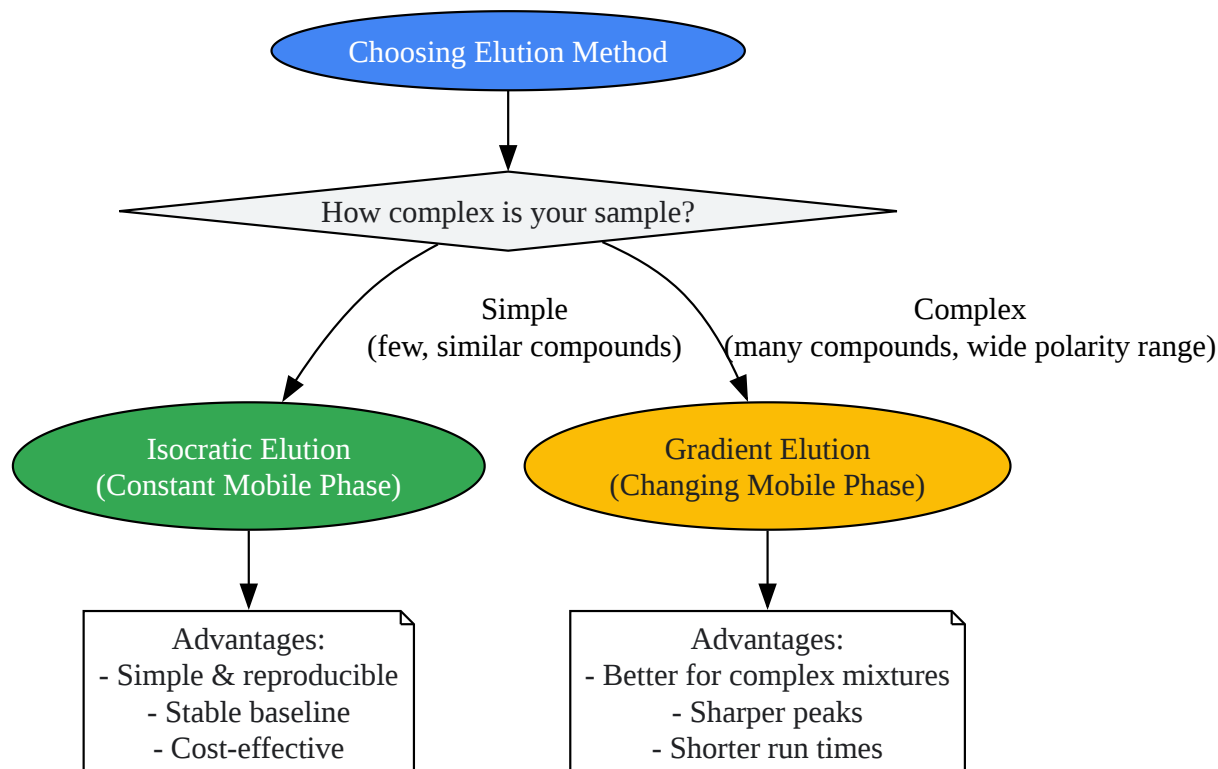 Choosing Elution Method
How complex is your sample?
Simple
(few, similar compounds)
Complex
(many compounds, wide polarity range)
Isocratic Elution
(Constant Mobile Phase)
Gradient Elution
(Changing Mobile Phase)
Advantages:
- Simple & reproducible
- Stable baseline
- Cost-effective
Advantages:
- Better for complex mixtures
- Sharper peaks
- Shorter run times